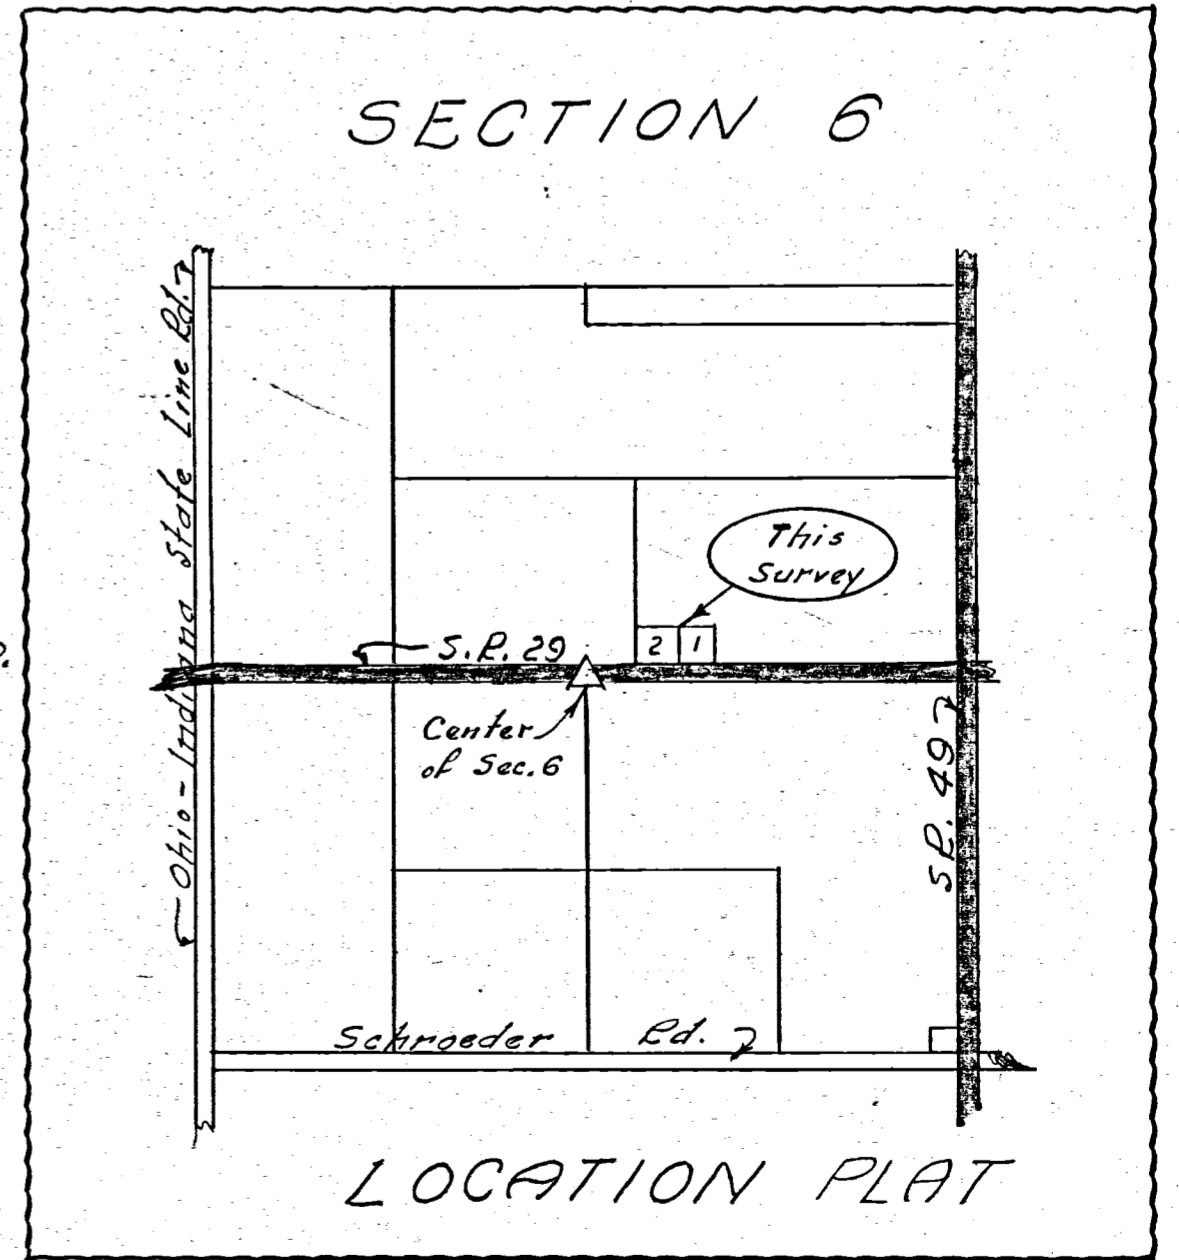 SECTION 6
Ohio - Indiana State Line Rd.
This
Survey
S.R. 29
2 1
Center
of Sec. 6
S.R. 49
Schroeder Rd.
LOCATION PLAT